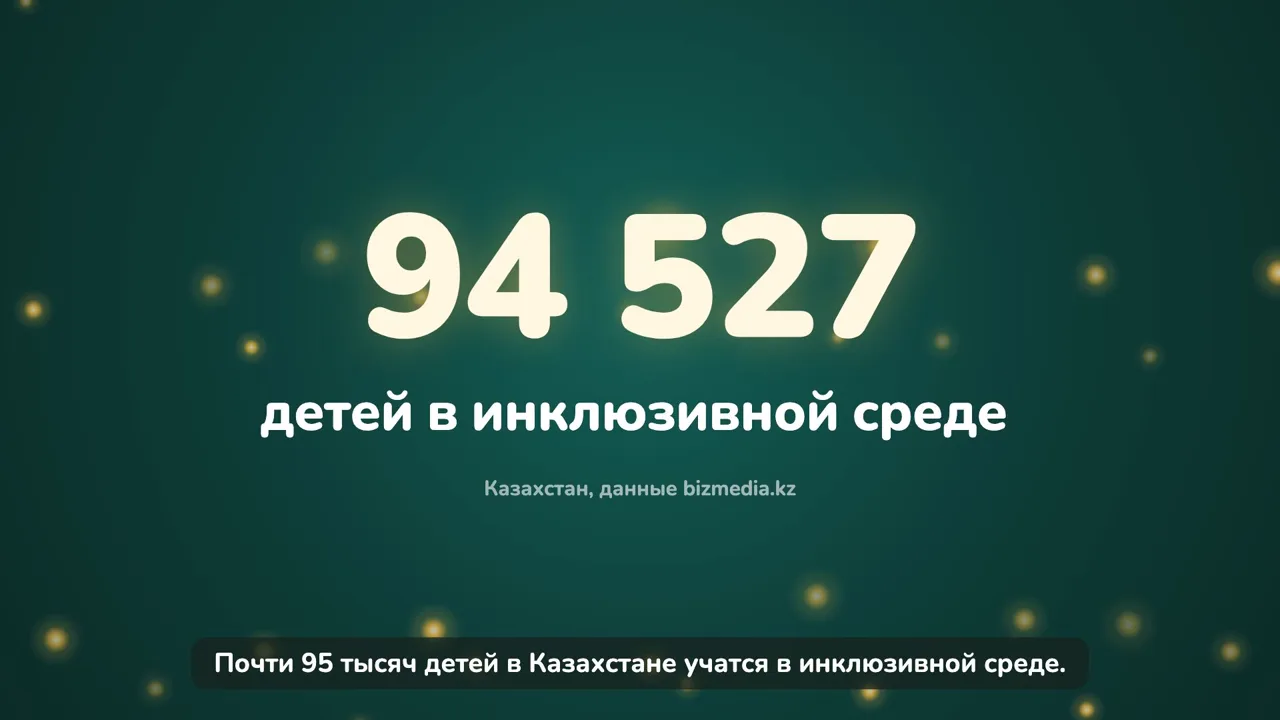 94 527
детей в инклюзивной среде
Казахстан, данные bizmedia.kz
Почти 95 тысяч детей в Казахстане учатся в инклюзивной среде.